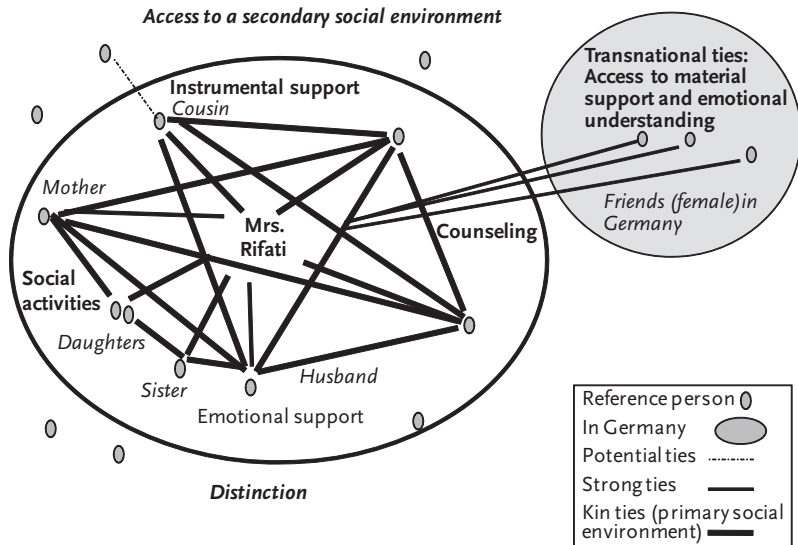 Access to a secondary social environment
Instrumental support
Cousin
Transnational ties:
Access to material
support and emotional
understanding
Friends (female) in
Germany
Mother
Mrs.
Rifati
Counseling
Social
activities
Daughters
Sister
Husband
Emotional support
Distinction
Reference person
In Germany
Potential ties
Strong ties
Kin ties (primary social
environment)